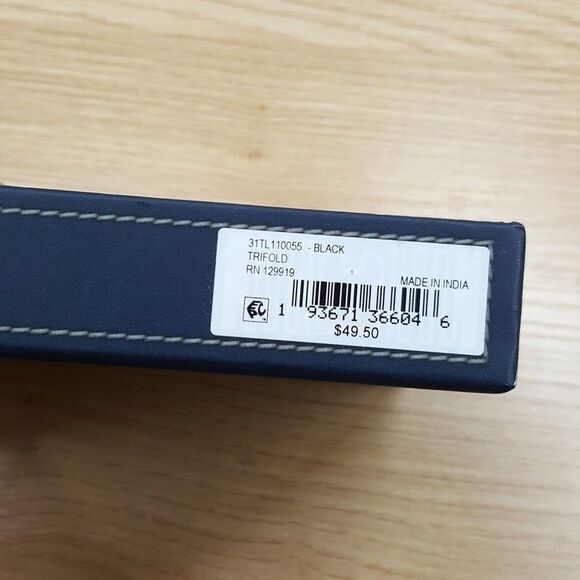 31TL110055 - BLACK
TRIFOLD
RN 129919
MADE IN INDIA
1 93671 36604 6
$49.50